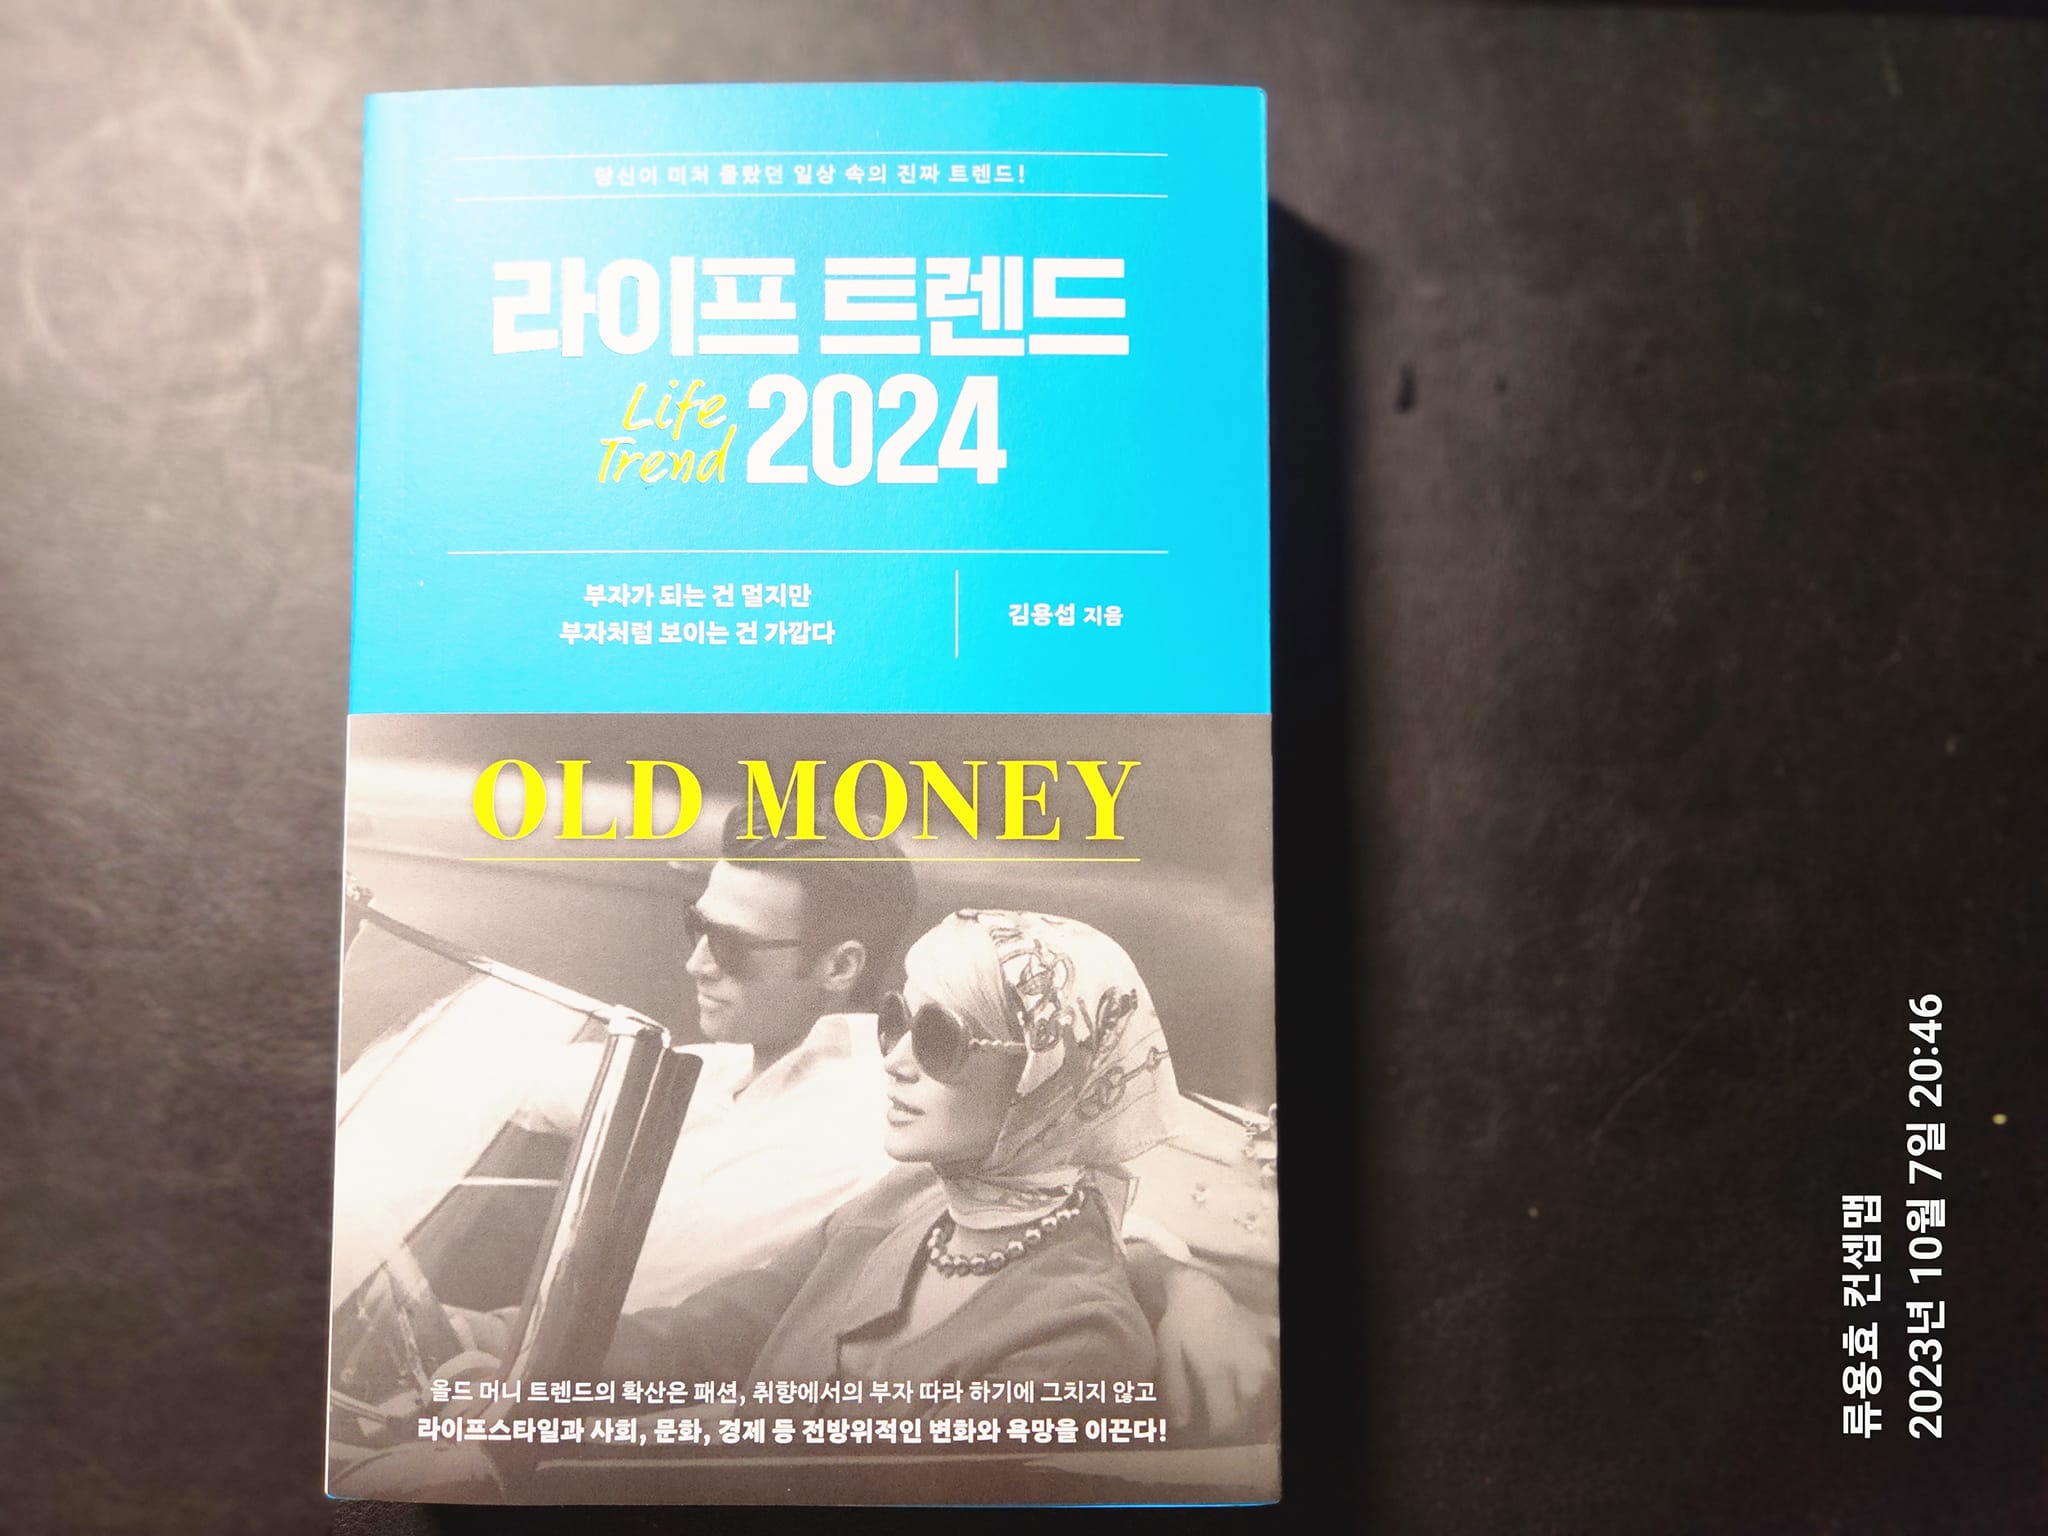 당신이 미처 몰랐던 일상 속의 진짜 트렌드!
라이프 트렌드
Life
Trend
2024
부자가 되는 건 멀지만
부자처럼 보이는 건 가깝다
김용섭 지음
OLD MONEY
올드 머니 트렌드의 확산은 패션, 취향에서의 부자 따라 하기에 그치지 않고
라이프스타일과 사회, 문화, 경제 등 전방위적인 변화와 욕망을 이끈다!
류용효 컨셉맵
2023년 10월 7일 20:46